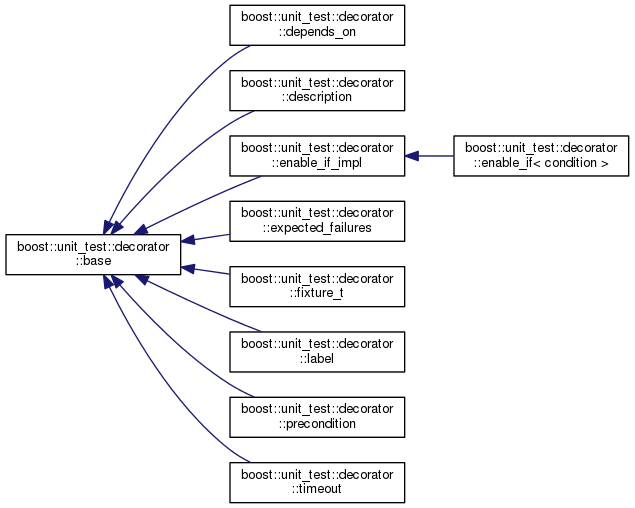 boost::unit_test::decorator
::depends_on
boost::unit_test::decorator
::description
boost::unit_test::decorator
::enable_if_impl
boost::unit_test::decorator
::enable_if< condition >
boost::unit_test::decorator
::expected_failures
boost::unit_test::decorator
::base
boost::unit_test::decorator
::fixture_t
boost::unit_test::decorator
::label
boost::unit_test::decorator
::precondition
boost::unit_test::decorator
::timeout